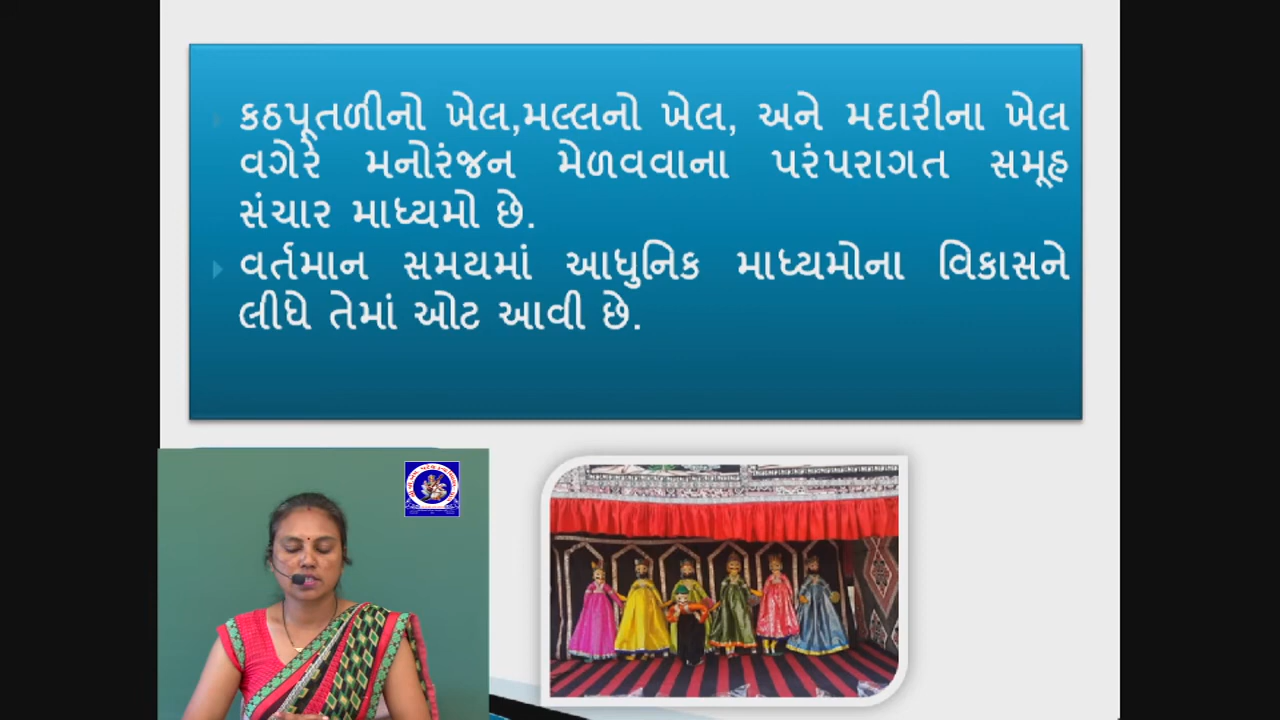 કઠપૂતળીનો ખેલ,મલ્લનો ખેલ, અને મદારીના ખેલ
વગેરે મનોરંજન મેળવવાના પરંપરાગત સમૂહ
સંચાર માધ્યમો છે.
વર્તમાન સમયમાં આધુનિક માધ્યમોના વિકાસને
લીધે તેમાં ઓટ આવી છે.